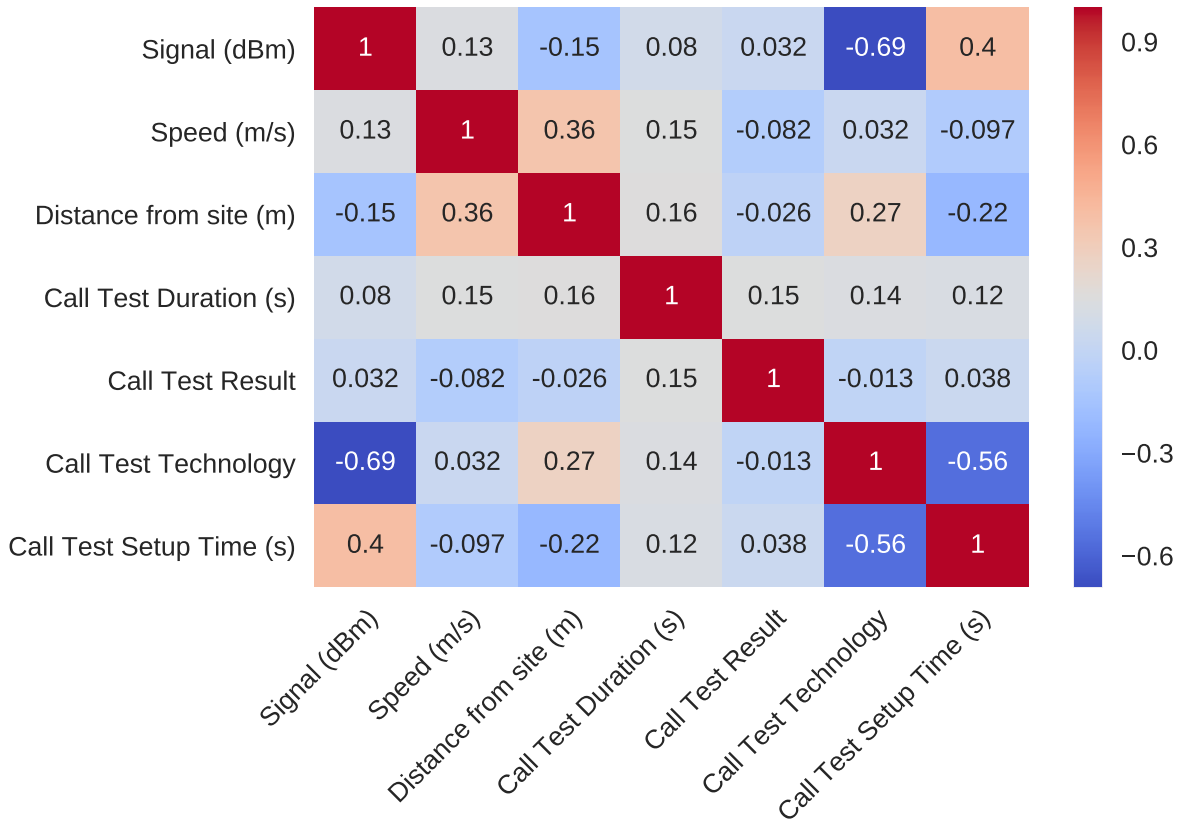 Signal (dBm) 1 0.13 -0.15 0.08 0.032 -0.69 0.4
Speed (m/s) 0.13 1 0.36 0.15 -0.082 0.032 -0.097
Distance from site (m) -0.15 0.36 1 0.16 -0.026 0.27 -0.22
Call Test Duration (s) 0.08 0.15 0.16 1 0.15 0.14 0.12
Call Test Result 0.032 -0.082 -0.026 0.15 1 -0.013 0.038
Call Test Technology -0.69 0.032 0.27 0.14 -0.013 1 -0.56
Call Test Setup Time (s) 0.4 -0.097 -0.22 0.12 0.038 -0.56 1
Signal (dBm)
Speed (m/s)
Distance from site (m)
Call Test Duration (s)
Call Test Result
Call Test Technology
Call Test Setup Time (s)
0.9
0.6
0.3
0.0
−0.3
−0.6